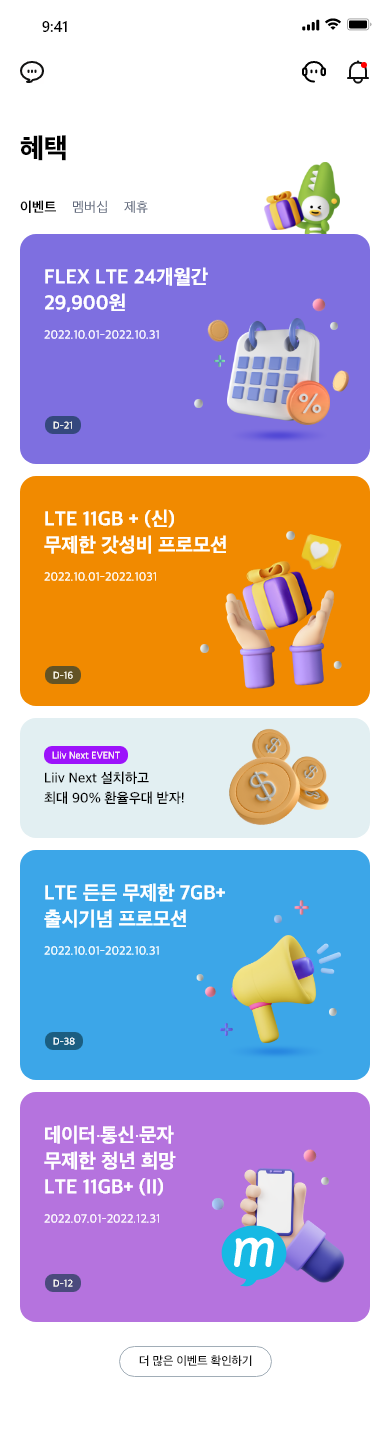 9:41
혜택
이벤트 멤버십 제휴
FLEX LTE 24개월간
29,900원
2022.10.01-2022.10.31
D-21
LTE 11GB + (신)
무제한 갓성비 프로모션
2022.10.01-2022.1031
D-16
Liiv Next EVENT
Liiv Next 설치하고
최대 90% 환율우대 받자!
LTE 든든 무제한 7GB+
출시기념 프로모션
2022.10.01-2022.10.31
D-38
데이터·통신·문자
무제한 청년 희망
LTE 11GB+ (II)
2022.07.01-2022.12.31
m
D-12
더 많은 이벤트 확인하기